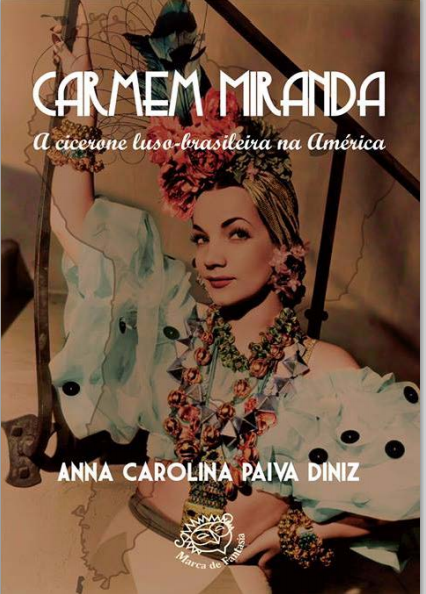 CARMEM MIRANDA
A cicerone luso-brasileira na América
ANNA CAROLINA PAIVA DINIZ
Marca de Fantasia